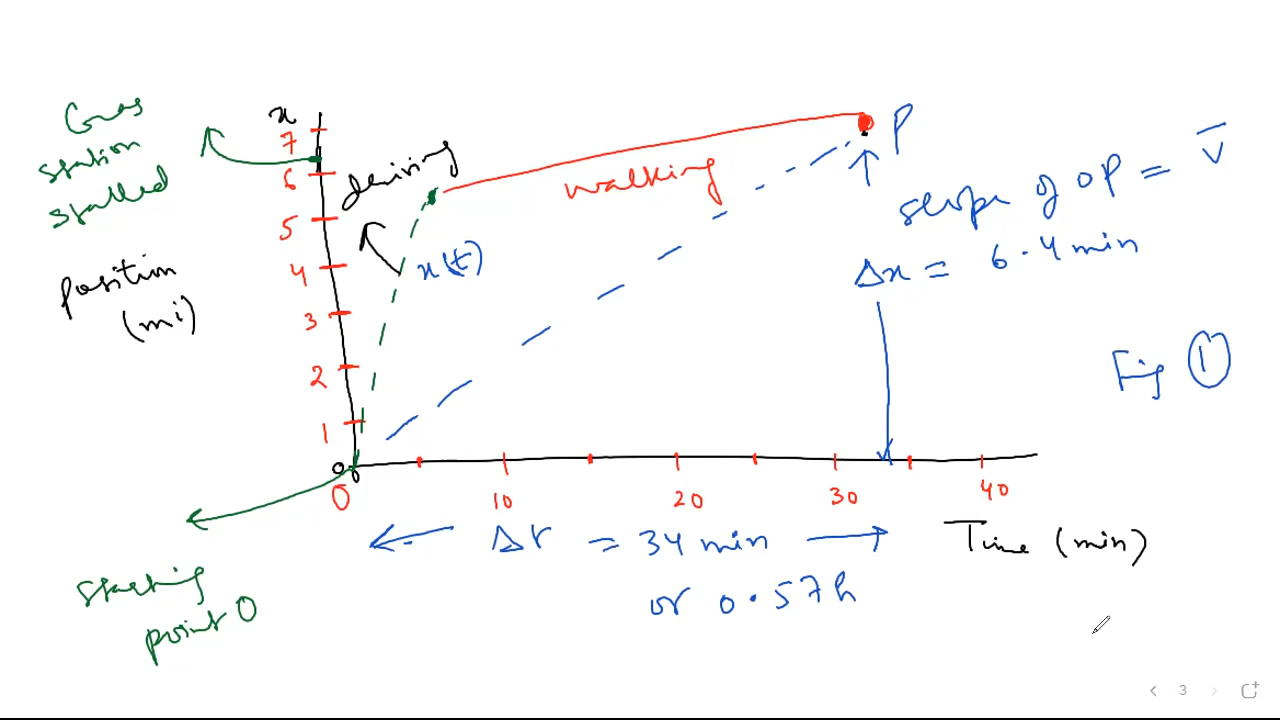 Gas
station
stalled
x
7
6
5
4
3
2
1
0
position
(mi)
driving
walking
x(t)
P
slope of OP = v̄
Δx = 6.4 min
Fig 1
0
10
20
30
40
Δt = 34 min
or 0.57h
Time (min)
starting
point O
3